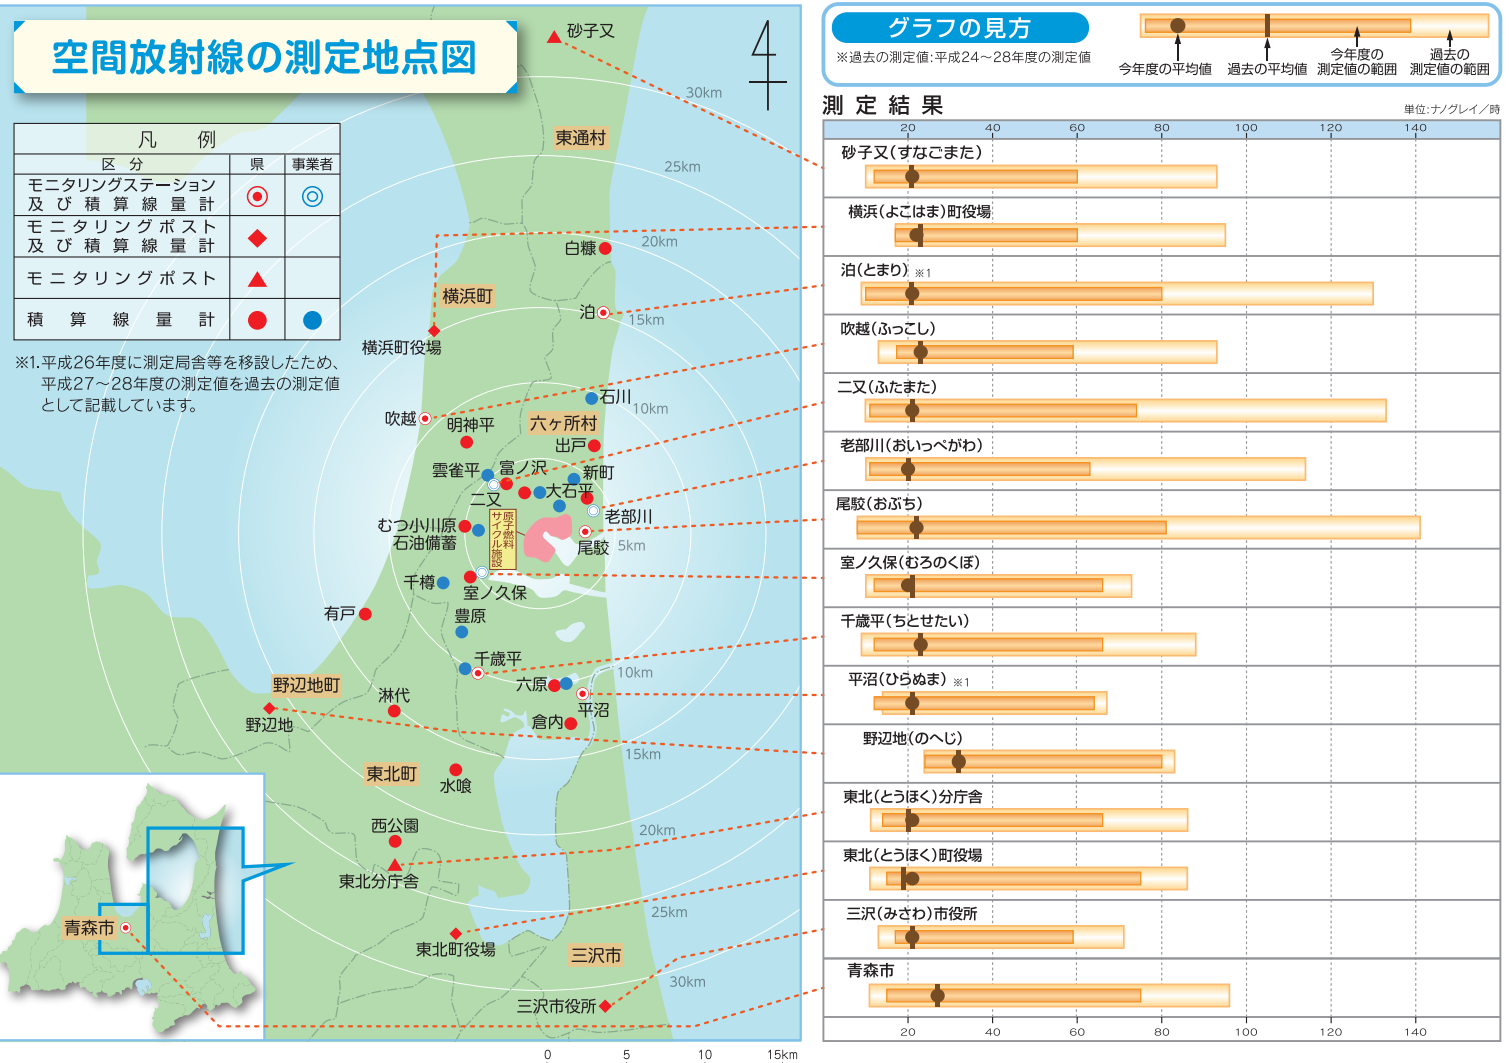 空間放射線の測定地点図
凡 例
区 分 県 事業者
モニタリングステーション
及び積算線量計
モニタリングポスト
及び積算線量計
モニタリングポスト
積算線量計
※1.平成26年度に測定局舎等を移設したため、
平成27～28年度の測定値を過去の測定値
として記載しています。
砂子又
30km
東通村
25km
白糠
20km
横浜町
泊
15km
横浜町役場
石川
10km
吹越
明神平
六ヶ所村
出戸
雲雀平
富ノ沢
新町
二又
大石平
老部川
むつ小川原
石油備蓄
原子燃料
サイクル施設
尾駮
5km
千樽
室ノ久保
有戸
豊原
千歳平
10km
野辺地町
六原
平沼
淋代
野辺地
倉内
15km
東北町
水喰
西公園
20km
東北分庁舎
25km
青森市
東北町役場
三沢市
30km
三沢市役所
0 5 10 15km
グラフの見方
※過去の測定値:平成24～28年度の測定値
今年度の平均値
過去の平均値
今年度の
測定値の範囲
過去の
測定値の範囲
測定結果
単位:ナノグレイ／時
20 40 60 80 100 120 140
砂子又(すなごまた)
横浜(よこはま)町役場
泊(とまり) ※1
吹越(ふっこし)
二又(ふたまた)
老部川(おいっぺがわ)
尾駮(おぶち)
室ノ久保(むろのくぼ)
千歳平(ちとせたい)
平沼(ひらぬま) ※1
野辺地(のへじ)
東北(とうほく)分庁舎
東北(とうほく)町役場
三沢(みさわ)市役所
青森市
20 40 60 80 100 120 140